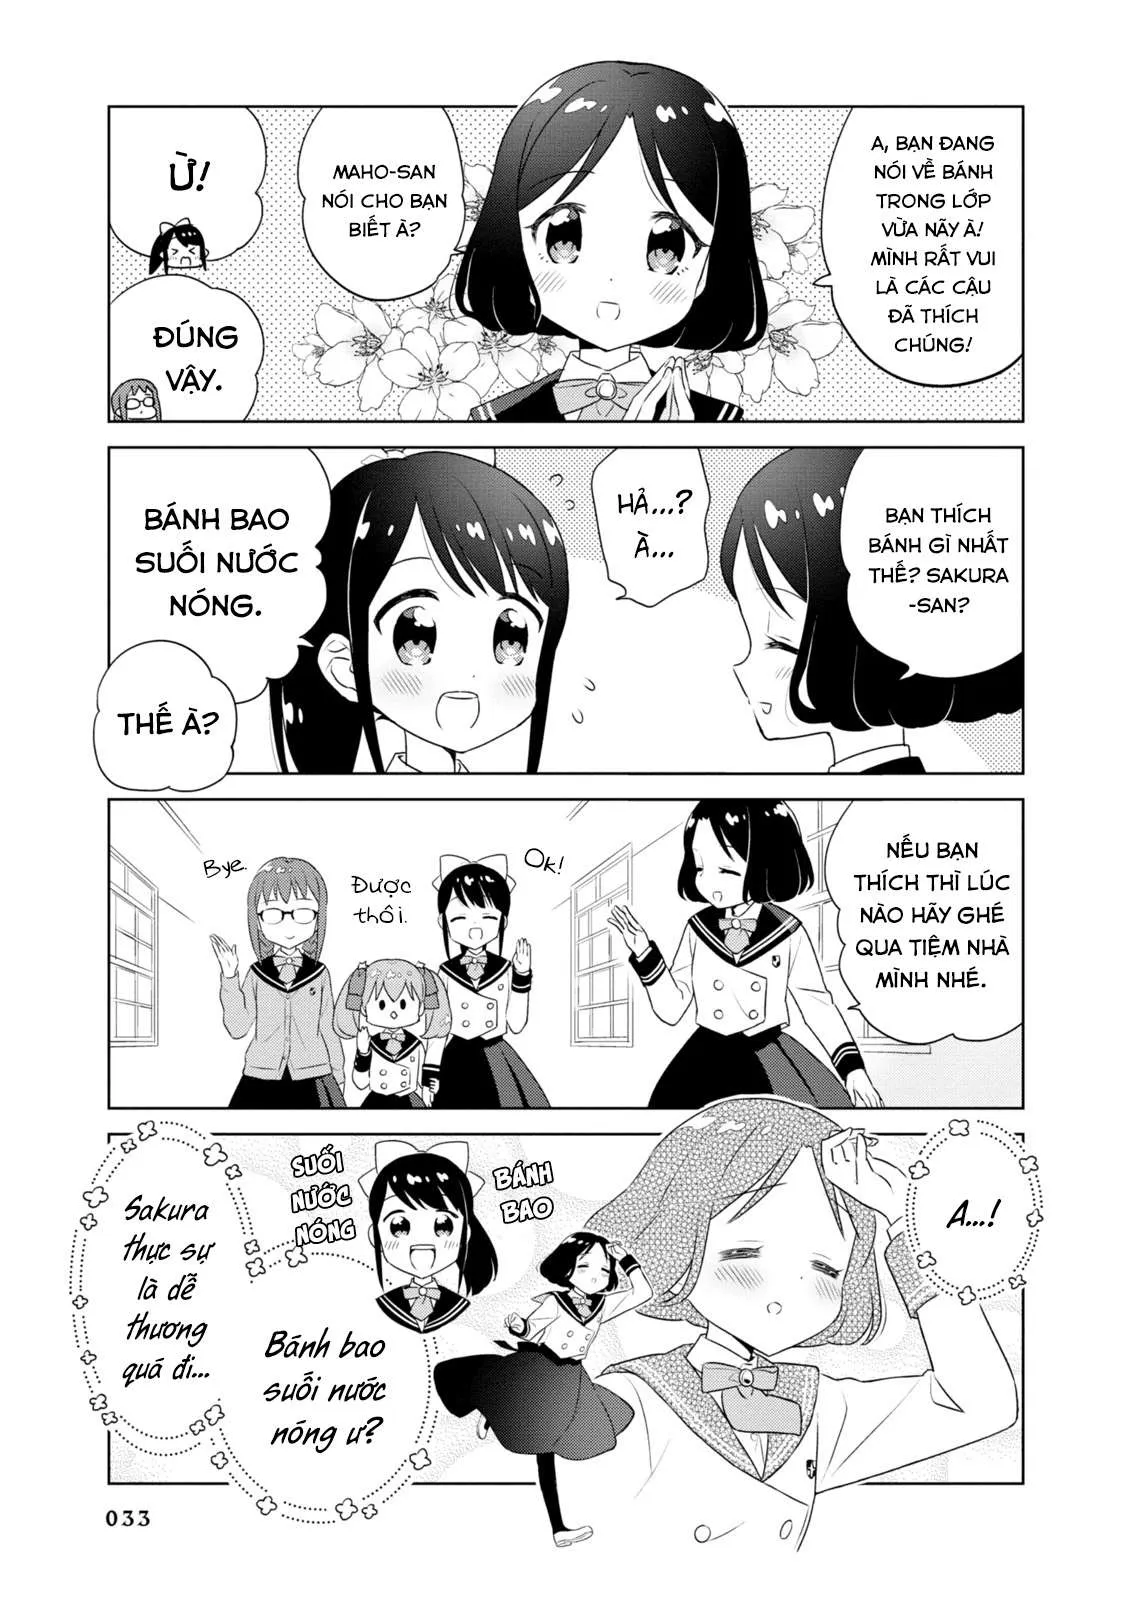 A, BẠN ĐANG
NÓI VỀ BÁNH
TRONG LỚP
VỪA NÃY À!
MÌNH RẤT VUI
LÀ CÁC CẬU
ĐÃ THÍCH
CHÚNG!
MAHO-SAN
NÓI CHO BẠN
BIẾT À?
Ừ!
ĐÚNG
VẬY.
BẠN THÍCH
BÁNH GÌ NHẤT
THẾ? SAKURA
-SAN?
HẢ...?
À...
BÁNH BAO
SUỐI NƯỚC
NÓNG.
THẾ À?
NẾU BẠN
THÍCH THÌ LÚC
NÀO HÃY GHÉ
QUA TIỆM NHÀ
MÌNH NHÉ.
Ok!
Được
thôi.
Bye.
A...!
BÁNH
BAO
SUỐI
NƯỚC
NÓNG
Bánh bao
suối nước
nóng ư?
Sakura
thực sự
là dễ
thương
quá đi...
033